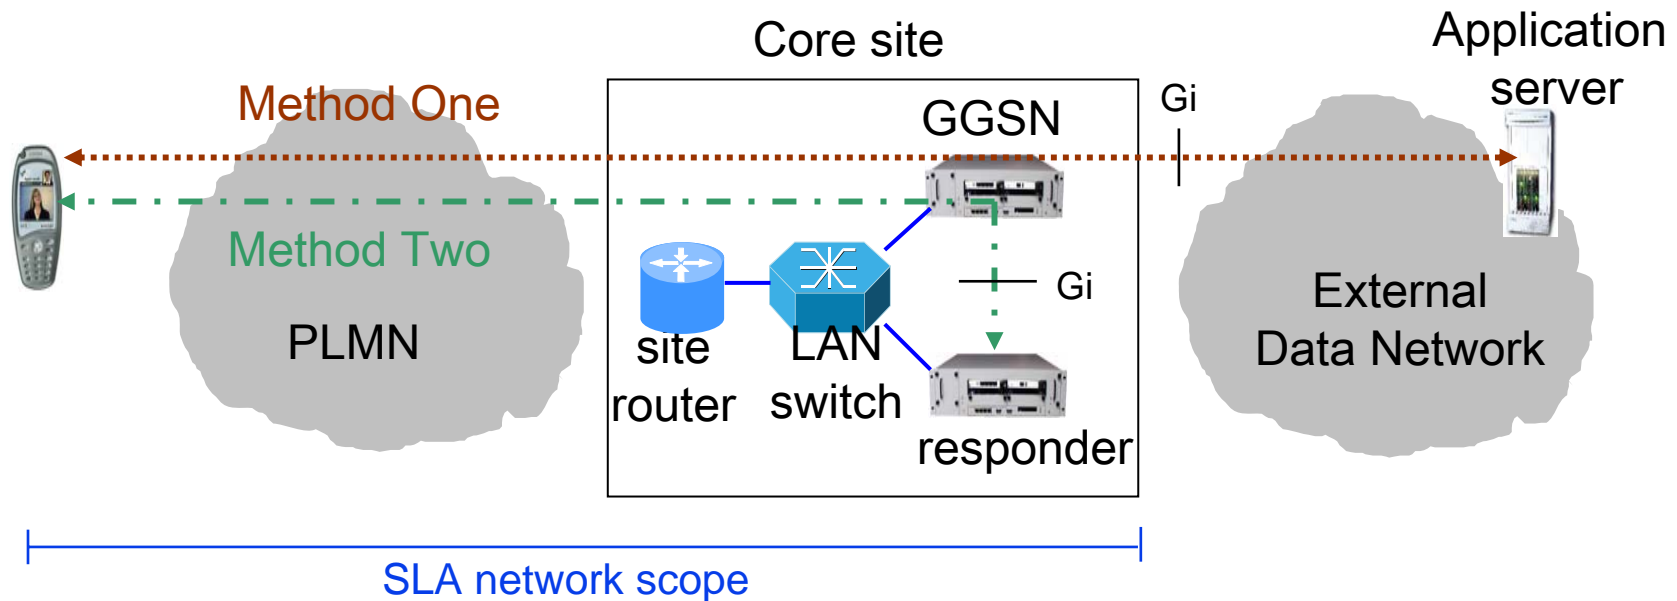 Core site
Application
server
Method One
GGSN
Gi
Method Two
Gi
PLMN
site
router
LAN
switch
responder
External
Data Network
SLA network scope